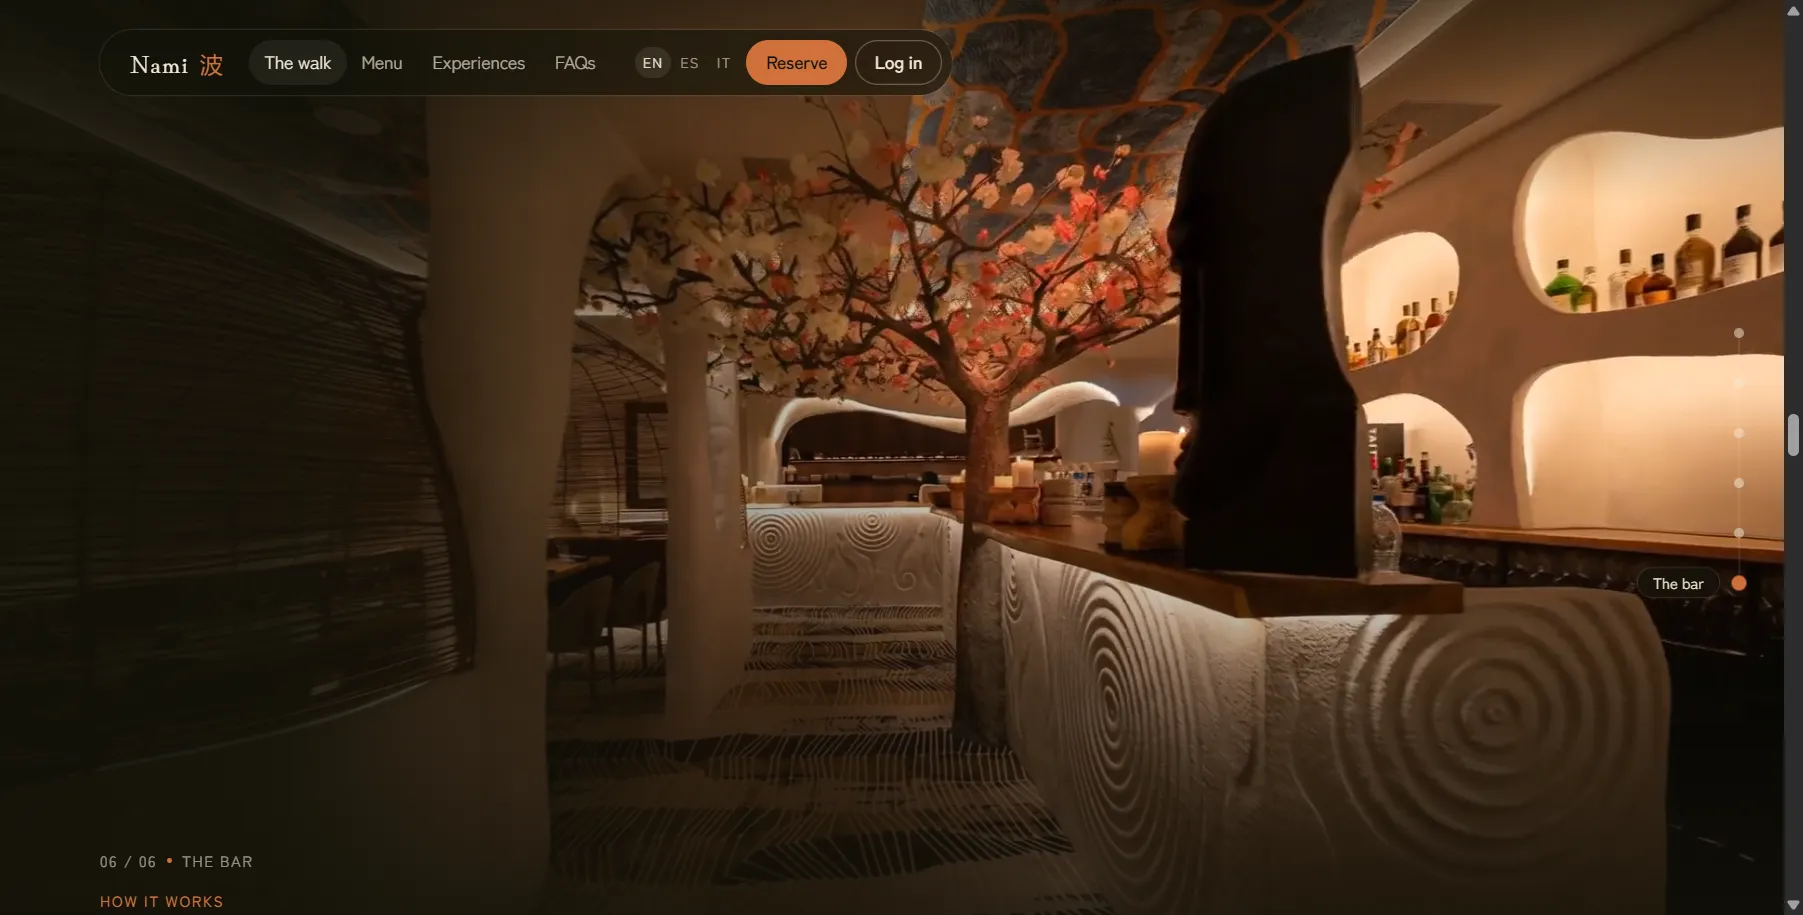 Nami 波 The walk Menu Experiences FAQs EN ES IT Reserve Log in
The bar
06 / 06 • THE BAR
HOW IT WORKS